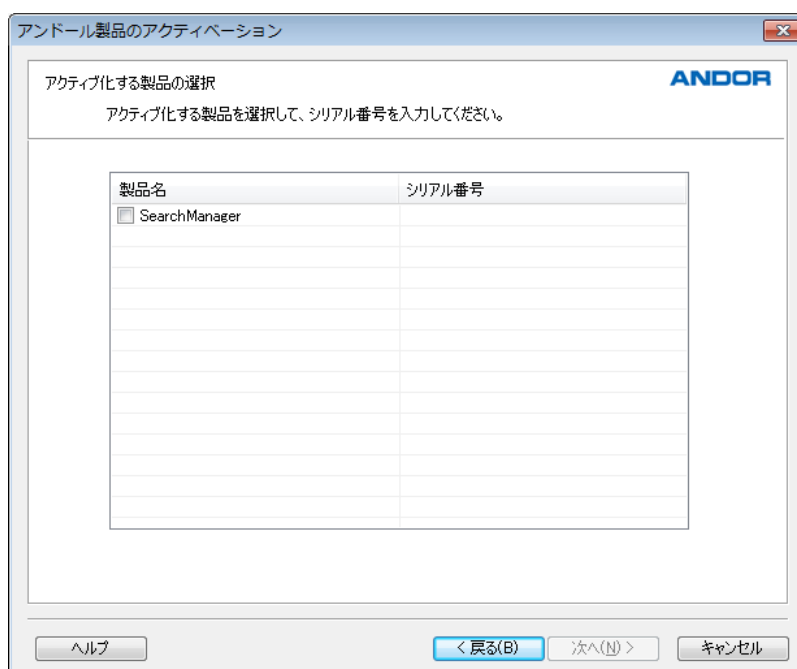 アンドール製品のアクティベーション
アクティブ化する製品の選択
ANDOR
アクティブ化する製品を選択して、シリアル番号を入力してください。
製品名 シリアル番号
SearchManager
ヘルプ < 戻る(B) 次へ(N) > キャンセル